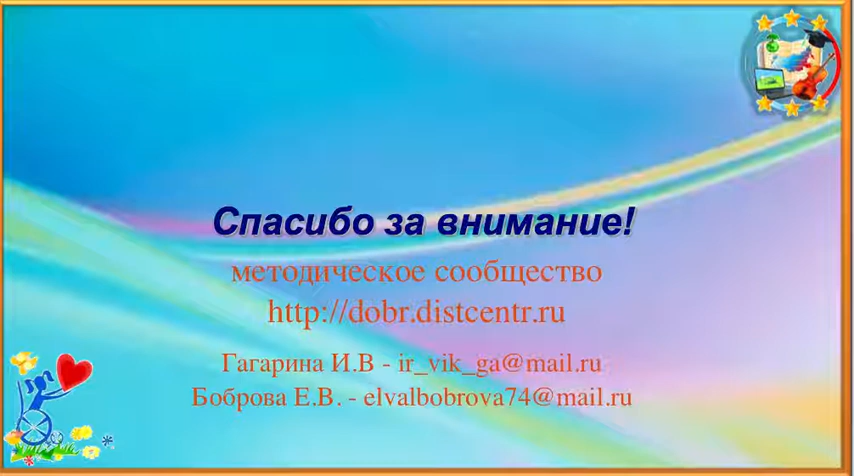 Спасибо за внимание!
методическое сообщество
http://dobr.distcentr.ru
Гагарина И.В - ir_vik_ga@mail.ru
Боброва Е.В. - elvalbobrova74@mail.ru